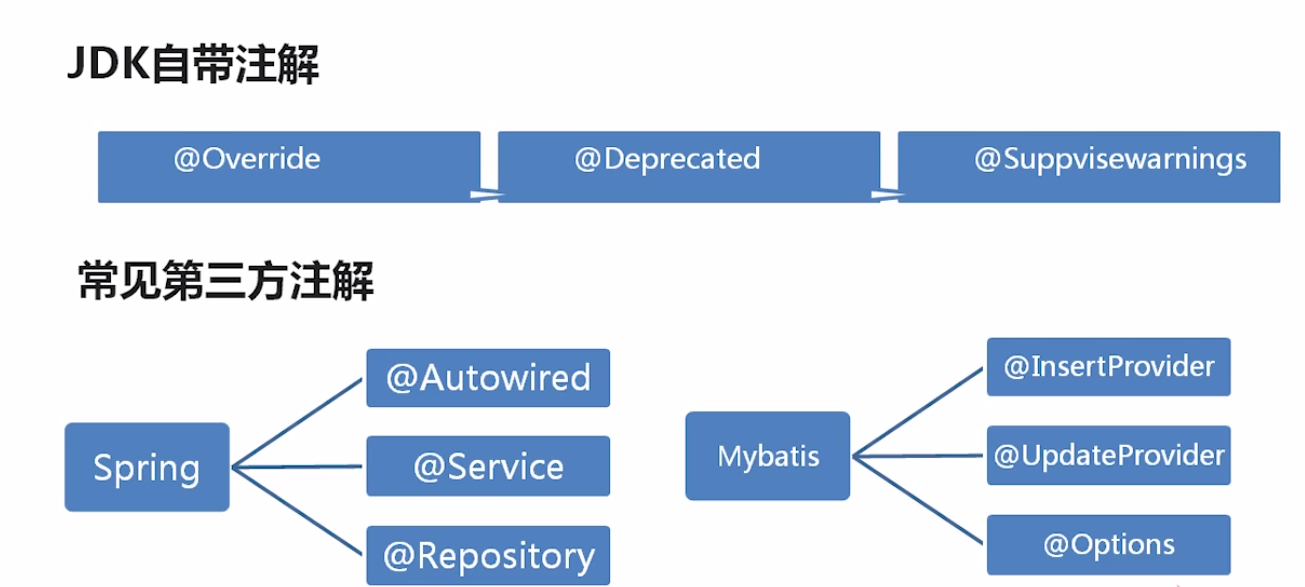 JDK自带注解
@Override
@Deprecated
@Suppvisewarnings
常见第三方注解
Spring
@Autowired
@Service
@Repository
Mybatis
@InsertProvider
@UpdateProvider
@Options